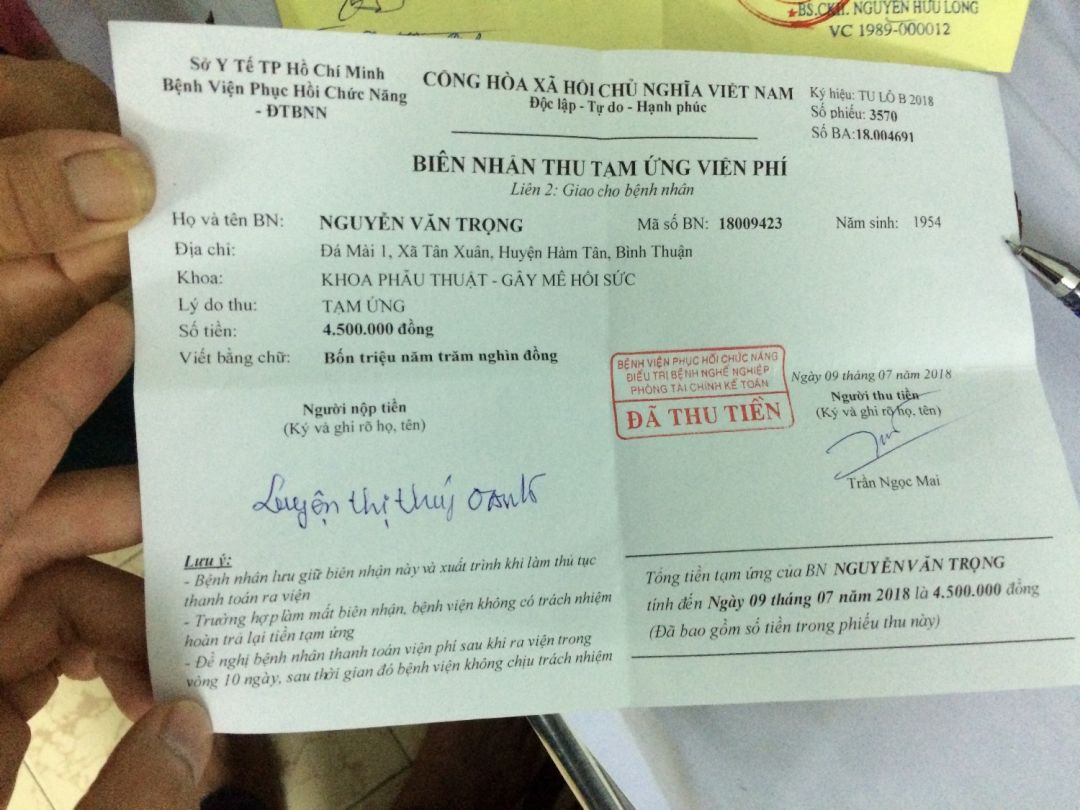 BS.CKII. NGUYỄN HỮU LONG
VC 1989-000012
Sở Y Tế TP Hồ Chí Minh
Bệnh Viện Phục Hồi Chức Năng
- ĐTBNN
CỘNG HÒA XÃ HỘI CHỦ NGHĨA VIỆT NAM
Độc lập - Tự do - Hạnh phúc
Ký hiệu: TU LÔ B 2018
Số phiếu: 3570
Số BA:18.004691
BIÊN NHẬN THU TẠM ỨNG VIỆN PHÍ
Liên 2: Giao cho bệnh nhân
Họ và tên BN: NGUYỄN VĂN TRỌNG Mã số BN: 18009423 Năm sinh: 1954
Địa chỉ: Đá Mài 1, Xã Tân Xuân, Huyện Hàm Tân, Bình Thuận
Khoa: KHOA PHẪU THUẬT - GÂY MÊ HỒI SỨC
Lý do thu: TẠM ỨNG
Số tiền: 4.500.000 đồng
Viết bằng chữ: Bốn triệu năm trăm nghìn đồng
BỆNH VIỆN PHỤC HỒI CHỨC NĂNG
ĐIỀU TRỊ BỆNH NGHỀ NGHIỆP
PHÒNG TÀI CHÍNH KẾ TOÁN
ĐÃ THU TIỀN
Ngày 09 tháng 07 năm 2018
Người nộp tiền
(Ký và ghi rõ họ, tên)
Người thu tiền
(Ký và ghi rõ họ, tên)
Luyện thị thúy oanh
Trần Ngọc Mai
Lưu ý:
- Bệnh nhân lưu giữ biên nhận này và xuất trình khi làm thủ tục
thanh toán ra viện
- Trường hợp làm mất biên nhận, bệnh viện không có trách nhiệm
hoàn trả lại tiền tạm ứng
- Đề nghị bệnh nhân thanh toán viện phí sau khi ra viện trong
vòng 10 ngày, sau thời gian đó bệnh viện không chịu trách nhiệm
Tổng tiền tạm ứng của BN NGUYỄN VĂN TRỌNG
tính đến Ngày 09 tháng 07 năm 2018 là 4.500.000 đồng
(Đã bao gồm số tiền trong phiếu thu này)